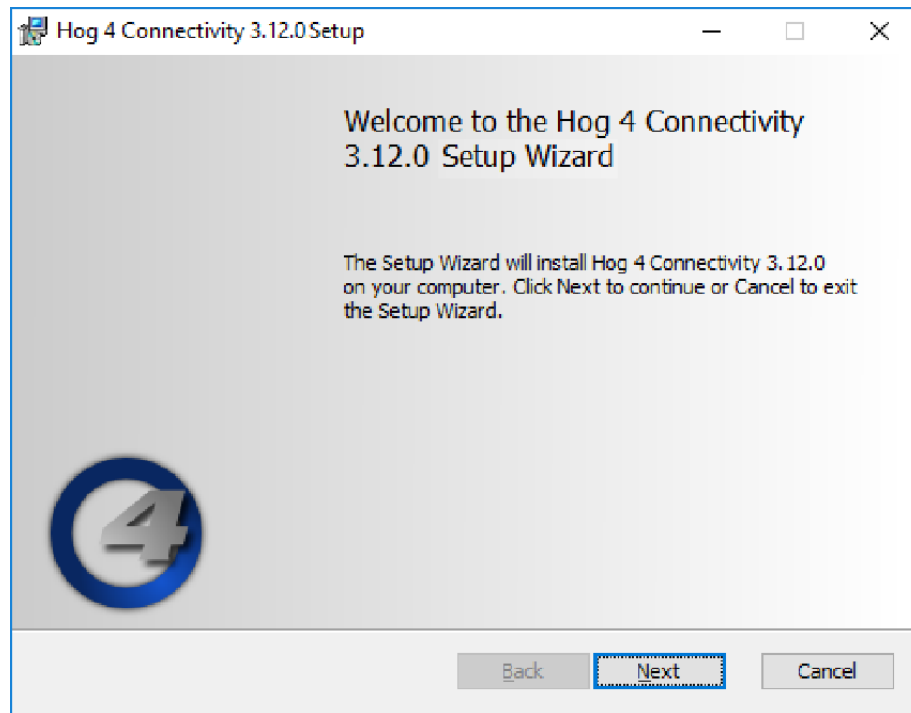 Hog 4 Connectivity 3.12.0 Setup
Welcome to the Hog 4 Connectivity
3.12.0 Setup Wizard
The Setup Wizard will install Hog 4 Connectivity 3.12.0
on your computer. Click Next to continue or Cancel to exit
the Setup Wizard.
4
Back Next Cancel